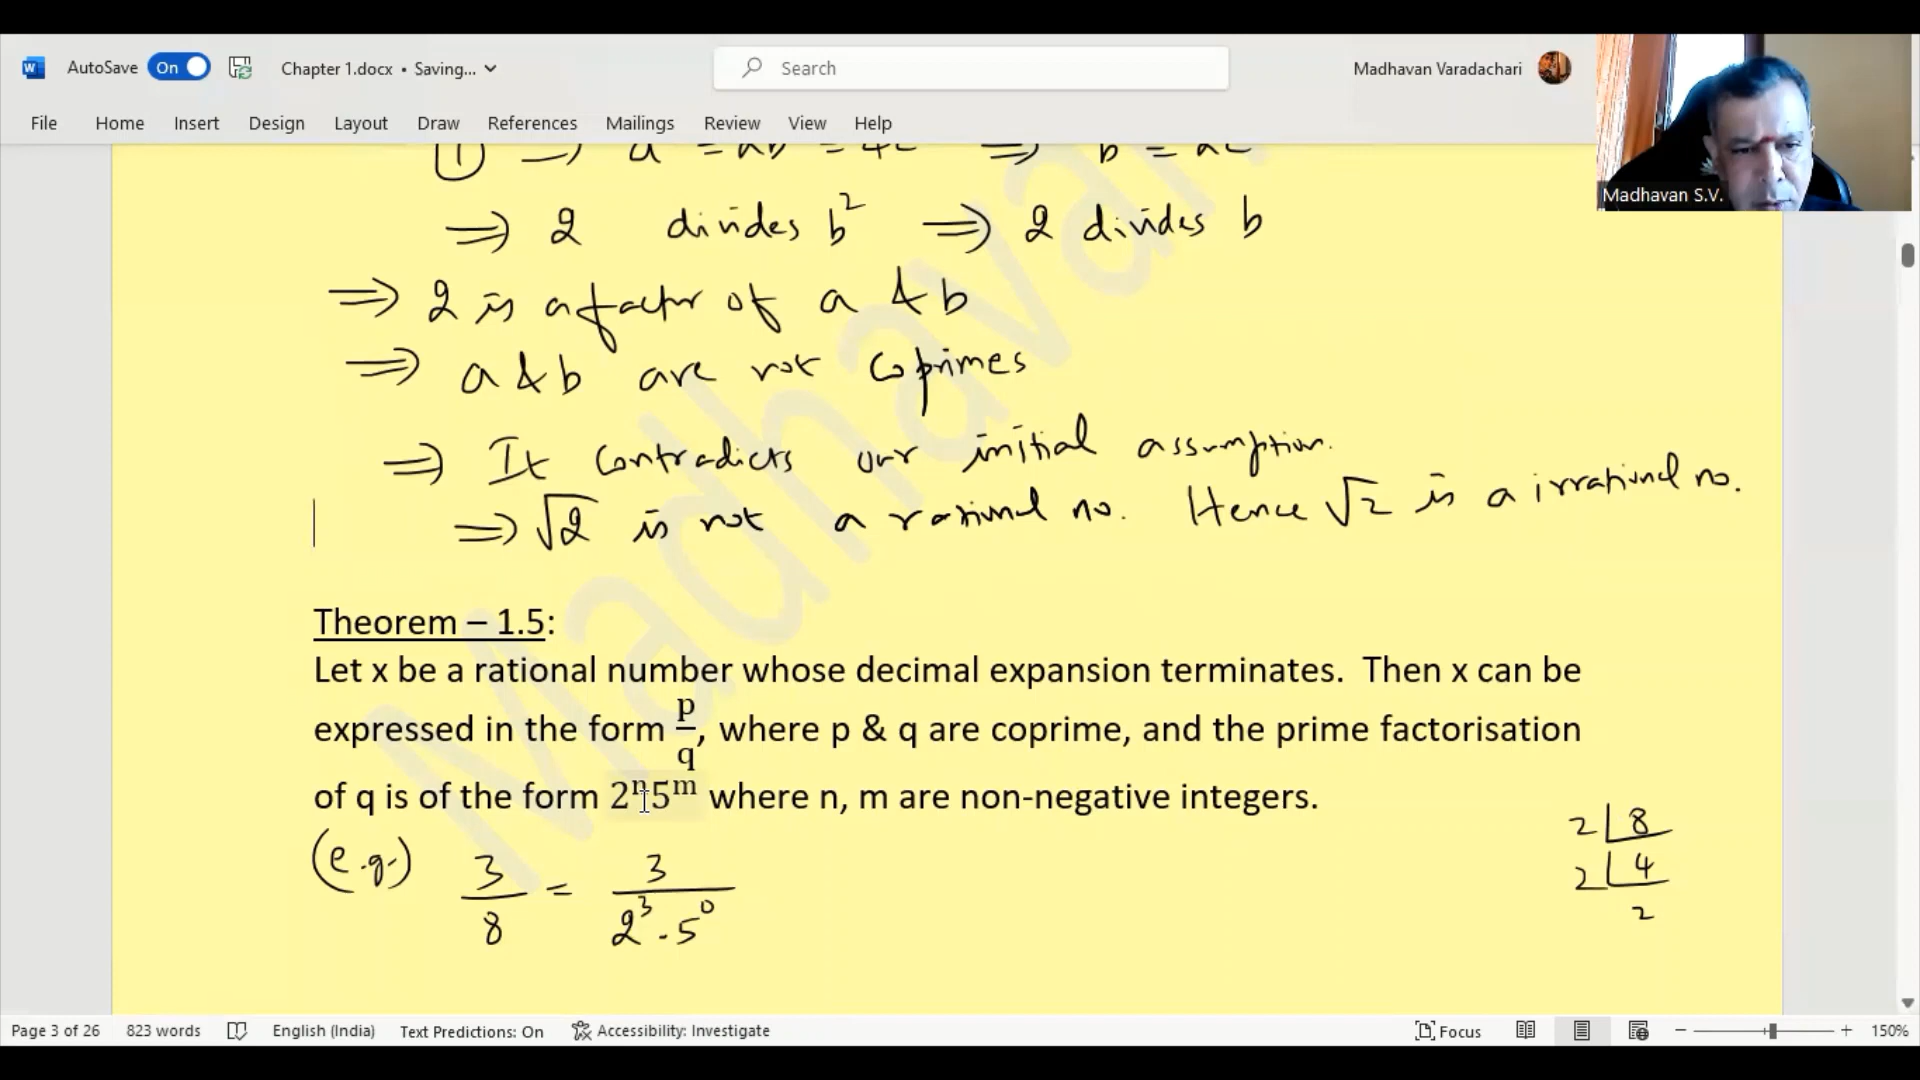 AutoSave On Chapter 1.docx • Saving... Search Madhavan Varadachari
File Home Insert Design Layout Draw References Mailings Review View Help
Madhavan S.V.
⟹ 2 divides b² ⟹ 2 divides b
⟹ 2 is a factor of a & b
⟹ a & b are not Coprimes
⟹ It Contradicts our initial assumption.
⟹ √2 is not a rational no. Hence √2 is a irrational no.
Theorem – 1.5:
Let x be a rational number whose decimal expansion terminates. Then x can be
expressed in the form p/q, where p & q are coprime, and the prime factorisation
of q is of the form 2ⁿ5ᵐ where n, m are non-negative integers.
(e.g.) 3/8 = 3/(2³ . 5⁰)
2 | 8
2 | 4
2
Madhavan
Page 3 of 26 823 words English (India) Text Predictions: On Accessibility: Investigate Focus 150%